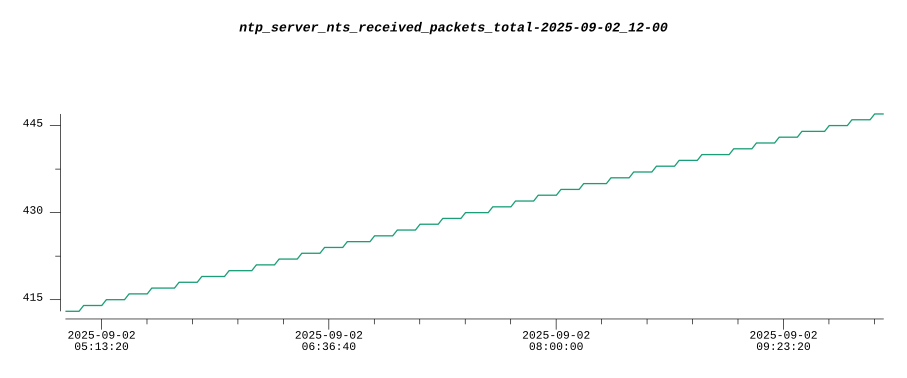 ntp_server_nts_received_packets_total-2025-09-02_12-00
445
430
415
2025-09-02 2025-09-02 2025-09-02 2025-09-02
05:13:20 06:36:40 08:00:00 09:23:20